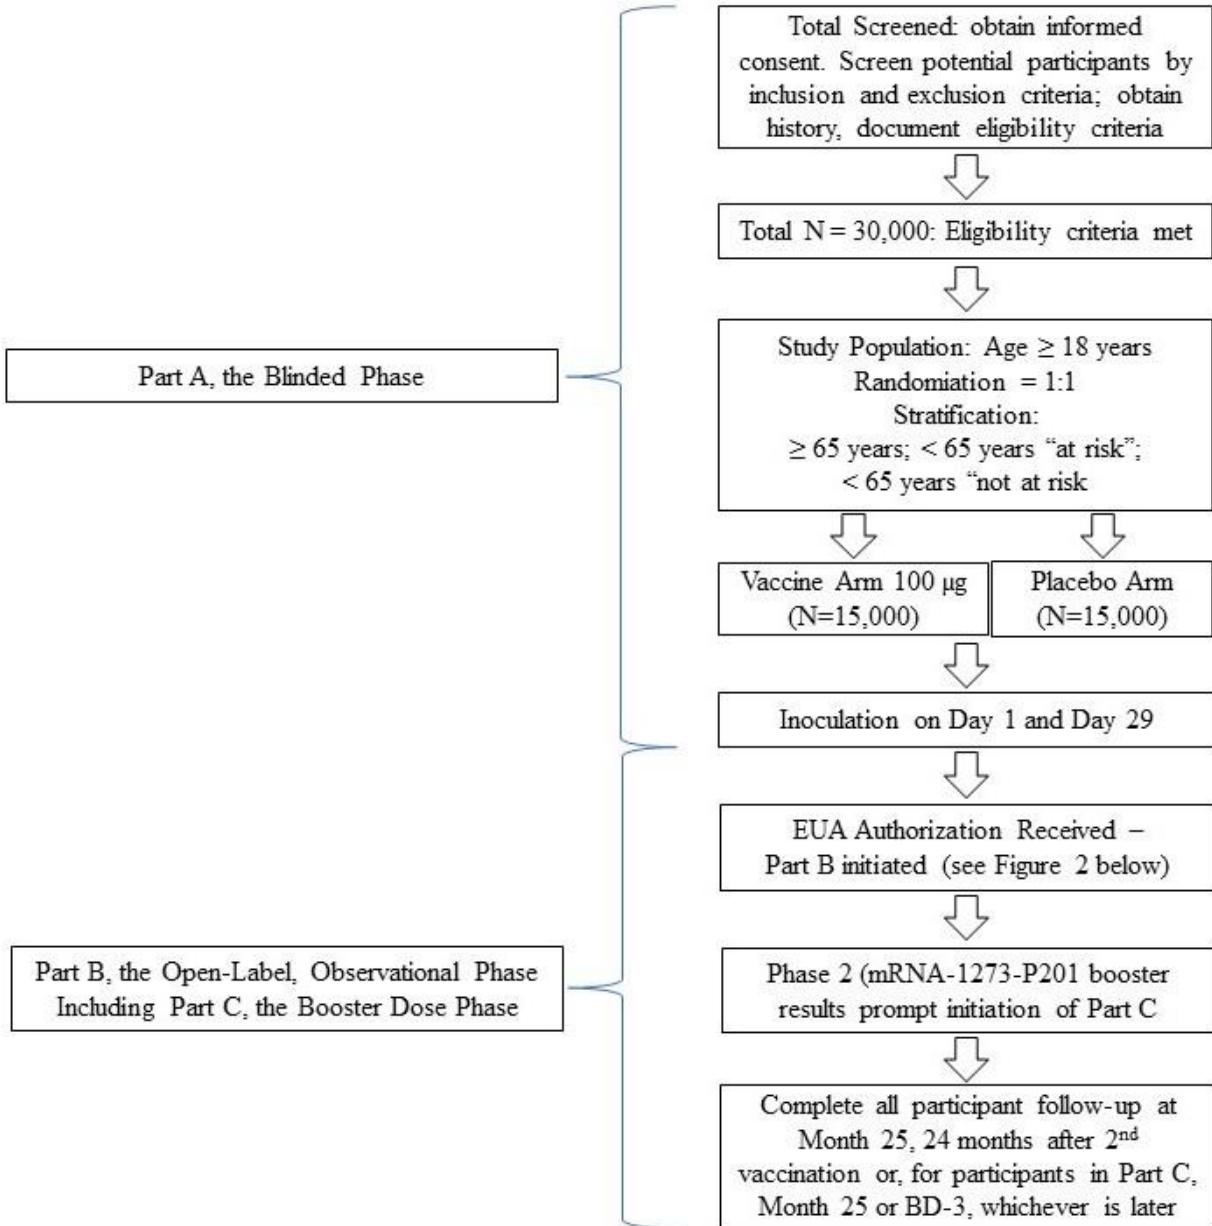 Total Screened: obtain informed
consent. Screen potential participants by
inclusion and exclusion criteria; obtain
history, document eligibility criteria
Total N = 30,000: Eligibility criteria met
Part A, the Blinded Phase
Study Population: Age ≥ 18 years
Randomiation = 1:1
Stratification:
≥ 65 years; < 65 years “at risk”;
< 65 years “not at risk
Vaccine Arm 100 µg
(N=15,000)
Placebo Arm
(N=15,000)
Inoculation on Day 1 and Day 29
EUA Authorization Received –
Part B initiated (see Figure 2 below)
Part B, the Open-Label, Observational Phase
Including Part C, the Booster Dose Phase
Phase 2 (mRNA-1273-P201 booster
results prompt initiation of Part C
Complete all participant follow-up at
Month 25, 24 months after 2nd
vaccination or, for participants in Part C,
Month 25 or BD-3, whichever is later